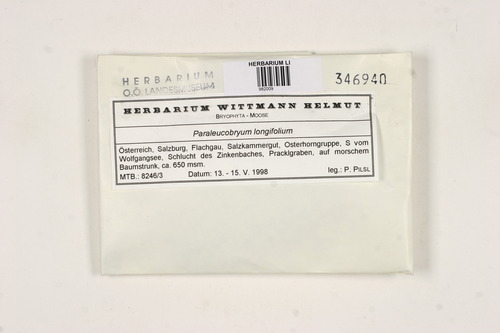 HERBARIUM
O.Ö. LANDESMUSEUM
HERBARIUM LI
982009
346940
HERBARIUM WITTMANN HELMUT
BRYOPHYTA - MOOSE
Paraleucobryum longifolium
Österreich, Salzburg, Flachgau, Salzkammergut, Osterhorngruppe, S vom
Wolfgangsee, Schlucht des Zinkenbaches, Pracklgraben, auf morschem
Baumstrunk, ca. 650 msm.
MTB.: 8246/3 Datum: 13. - 15. V. 1998 leg.: P. PILSL